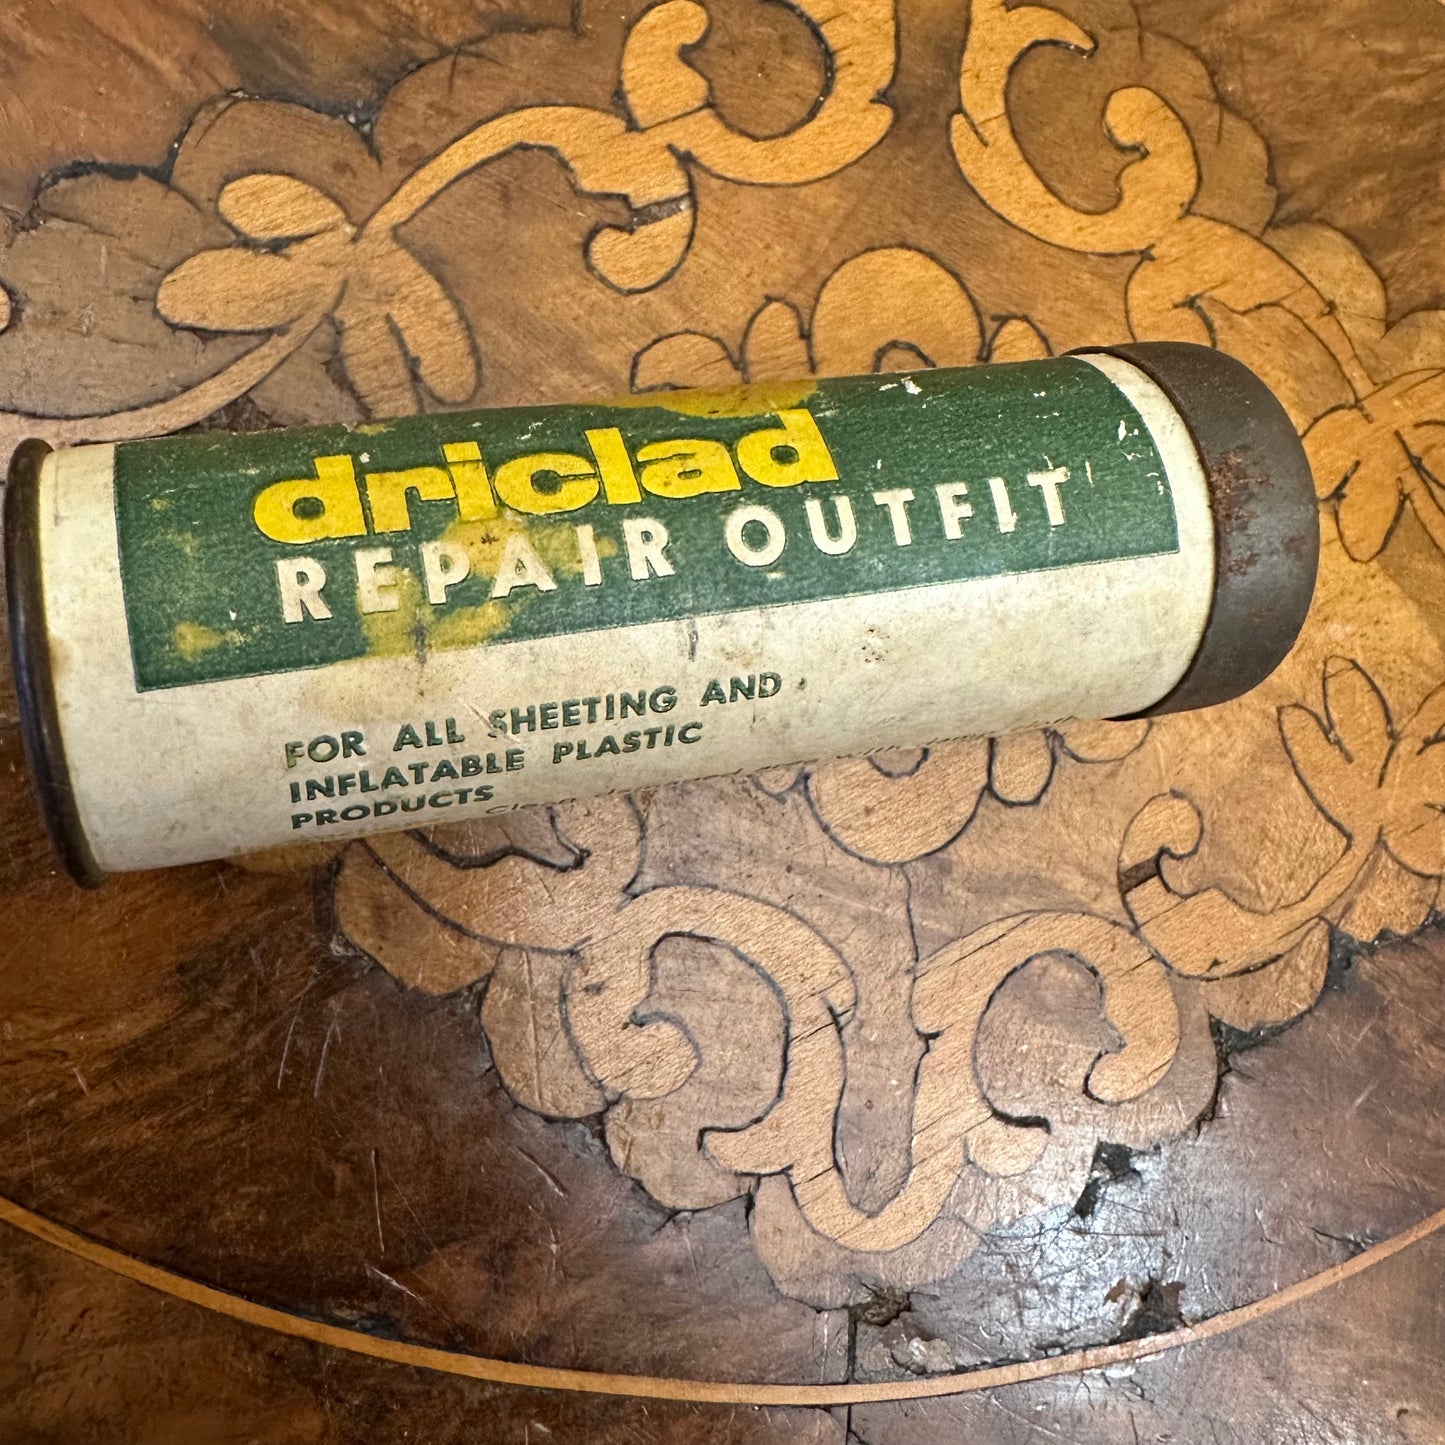 driclad
REPAIR OUTFIT
FOR ALL SHEETING AND
INFLATABLE PLASTIC
PRODUCTS